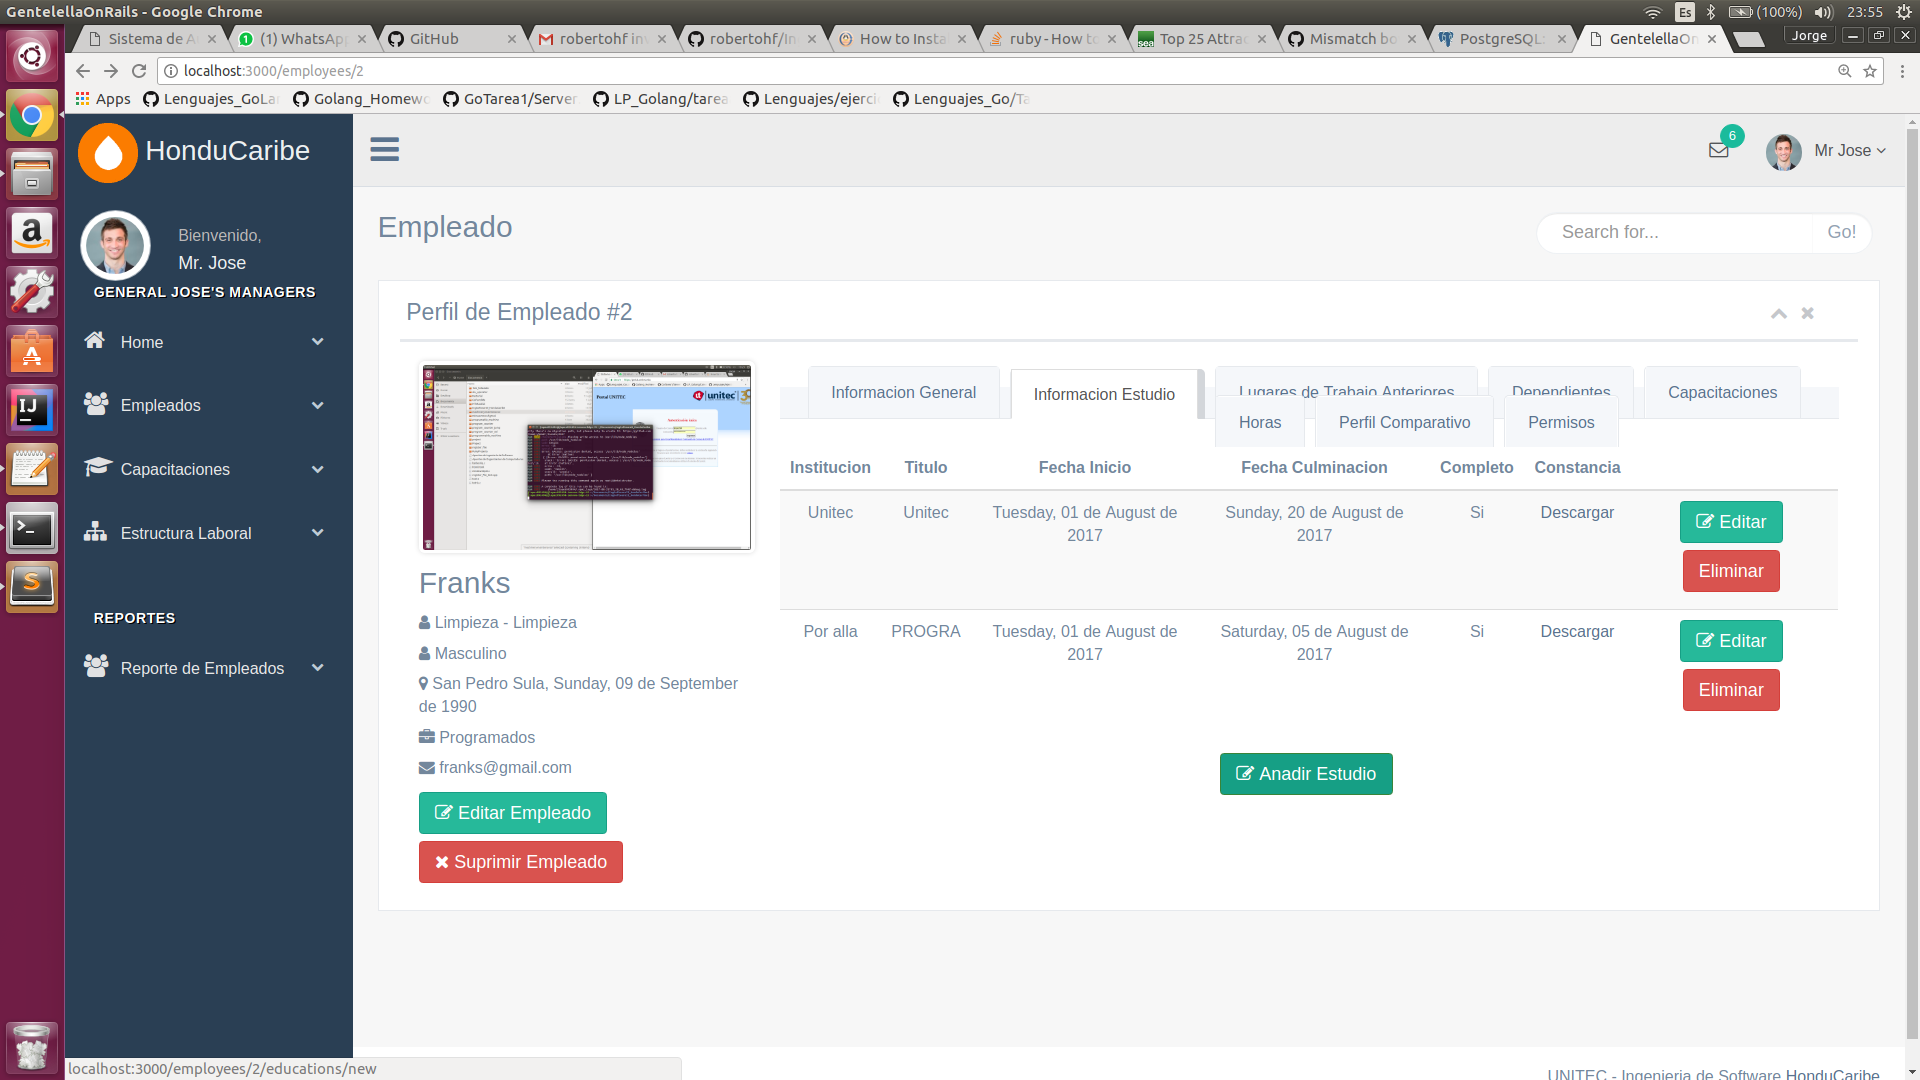 GentelellaOnRails - Google Chrome
Es
(100%)
23:55
Sistema de A
(1) WhatsApp
GitHub
robertohf in
robertohf/In
How to Insta
ruby - How to
Top 25 Attra
Mismatch bo
PostgreSQL:
GentelellaOn
Jorge
localhost:3000/employees/2
Apps
Lenguajes_GoLa
Golang_Homew
GoTarea1/Server
LP_Golang/tarea
Lenguajes/ejerci
Lenguajes_Go/Ta
HonduCaribe
6
Mr Jose
Bienvenido,
Mr. Jose
GENERAL JOSE'S MANAGERS
Home
Empleados
Capacitaciones
Estructura Laboral
REPORTES
Reporte de Empleados
Empleado
Search for...
Go!
Perfil de Empleado #2
Portal UNITEC
unitec
Franks
Limpieza - Limpieza
Masculino
San Pedro Sula, Sunday, 09 de September
de 1990
Programados
franks@gmail.com
Editar Empleado
Suprimir Empleado
Informacion General
Informacion Estudio
Lugares de Trabajo Anteriores
Dependientes
Capacitaciones
Horas
Perfil Comparativo
Permisos
Institucion Titulo Fecha Inicio Fecha Culminacion Completo Constancia
Unitec Unitec Tuesday, 01 de August de Sunday, 20 de August de Si Descargar Editar
2017 2017
Eliminar
Por alla PROGRA Tuesday, 01 de August de Saturday, 05 de August de Si Descargar Editar
2017 2017
Eliminar
Anadir Estudio
localhost:3000/employees/2/educations/new
UNITEC - Ingenieria de Software HonduCaribe